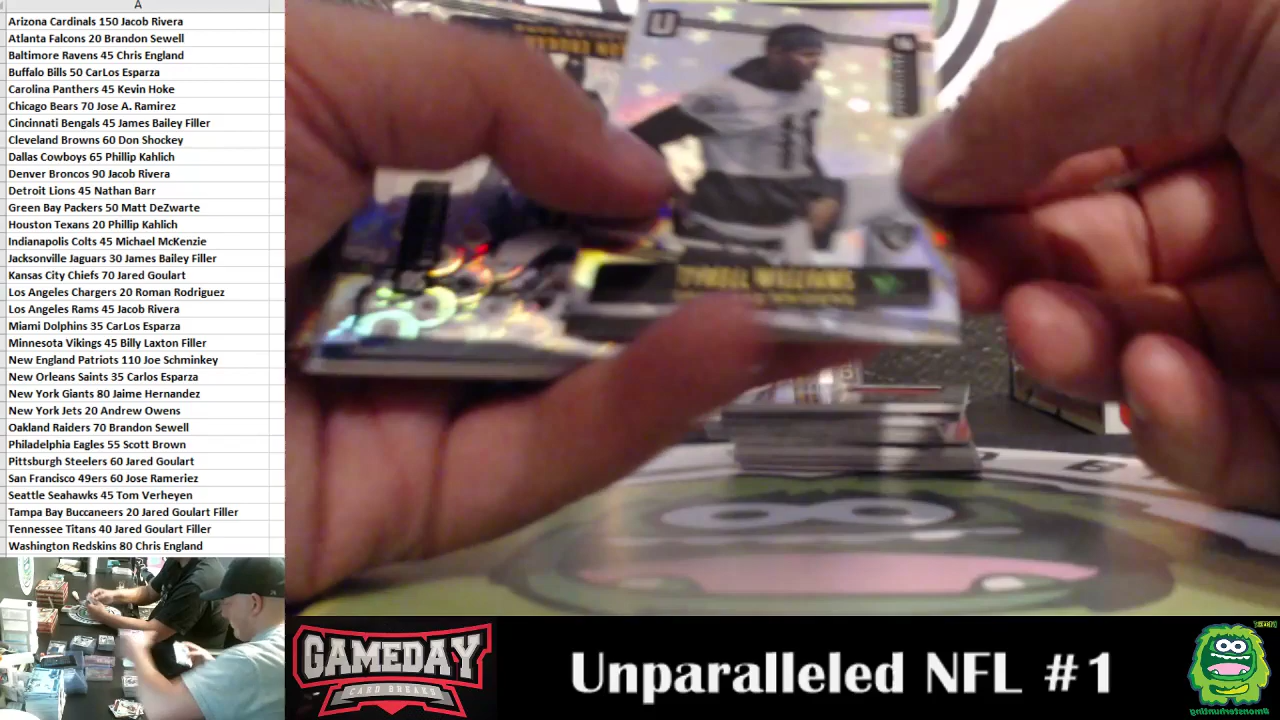 A
Arizona Cardinals 150 Jacob Rivera
Atlanta Falcons 20 Brandon Sewell
Baltimore Ravens 45 Chris England
Buffalo Bills 50 CarLos Esparza
Carolina Panthers 45 Kevin Hoke
Chicago Bears 70 Jose A. Ramirez
Cincinnati Bengals 45 James Bailey Filler
Cleveland Browns 60 Don Shockey
Dallas Cowboys 65 Phillip Kahlich
Denver Broncos 90 Jacob Rivera
Detroit Lions 45 Nathan Barr
Green Bay Packers 50 Matt DeZwarte
Houston Texans 20 Phillip Kahlich
Indianapolis Colts 45 Michael McKenzie
Jacksonville Jaguars 30 James Bailey Filler
Kansas City Chiefs 70 Jared Goulart
Los Angeles Chargers 20 Roman Rodriguez
Los Angeles Rams 45 Jacob Rivera
Miami Dolphins 35 CarLos Esparza
Minnesota Vikings 45 Billy Laxton Filler
New England Patriots 110 Joe Schminkey
New Orleans Saints 35 Carlos Esparza
New York Giants 80 Jaime Hernandez
New York Jets 20 Andrew Owens
Oakland Raiders 70 Brandon Sewell
Philadelphia Eagles 55 Scott Brown
Pittsburgh Steelers 60 Jared Goulart
San Francisco 49ers 60 Jose Rameriez
Seattle Seahawks 45 Tom Verheyen
Tampa Bay Buccaneers 20 Jared Goulart Filler
Tennessee Titans 40 Jared Goulart Filler
Washington Redskins 80 Chris England
U
WILLIAMS
GAMEDAY
CARD BREAKS
Unparalleled NFL #1
#monsterhunting